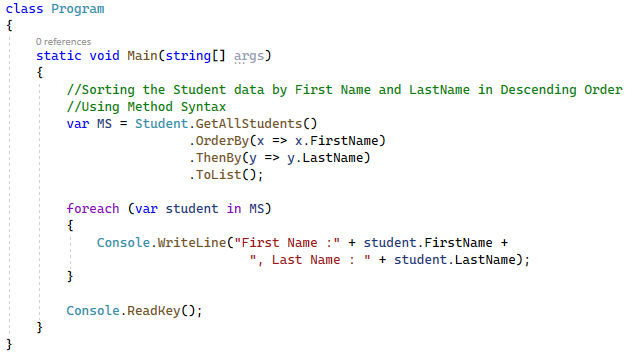 class Program
{
0 references
static void Main(string[] args)
{
//Sorting the Student data by First Name and LastName in Descending Order
//Using Method Syntax
var MS = Student.GetAllStudents()
.OrderBy(x => x.FirstName)
.ThenBy(y => y.LastName)
.ToList();
foreach (var student in MS)
{
Console.WriteLine("First Name :" + student.FirstName +
", Last Name : " + student.LastName);
}
Console.ReadKey();
}
}